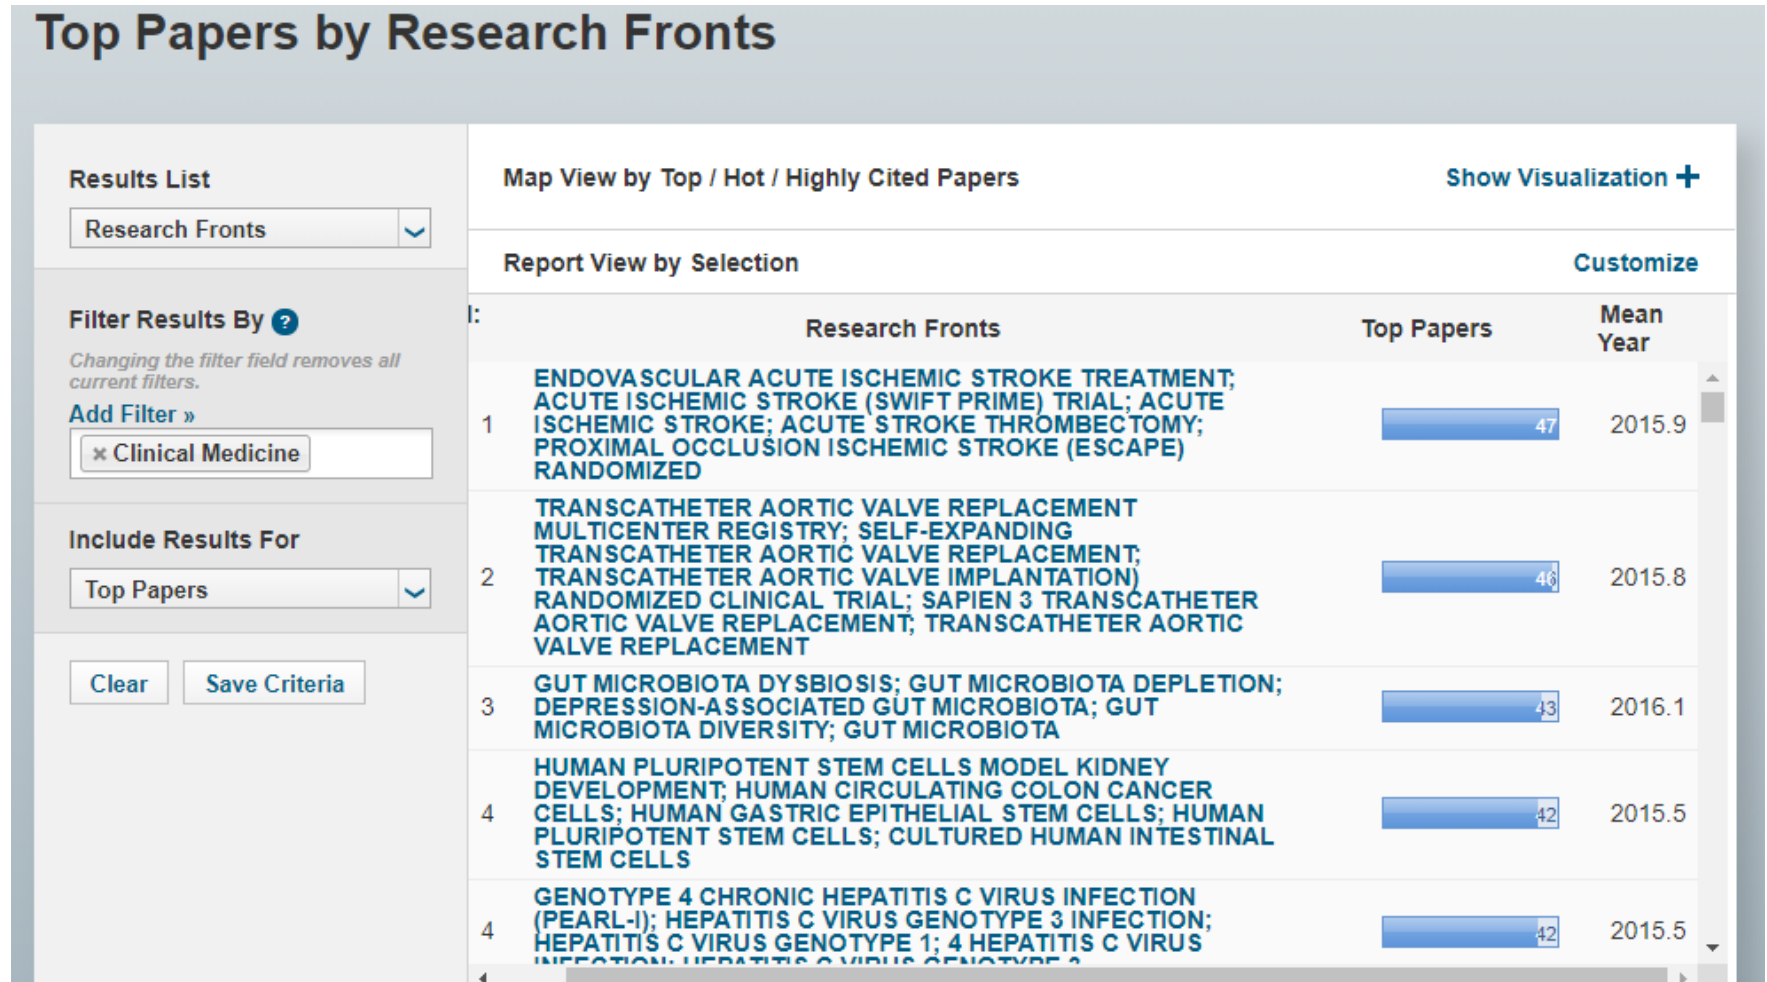 Top Papers by Research Fronts
Results List
Research Fronts
Filter Results By ?
Changing the filter field removes all
current filters.
Add Filter »
× Clinical Medicine
Include Results For
Top Papers
Clear Save Criteria
Map View by Top / Hot / Highly Cited Papers Show Visualization +
Report View by Selection Customize
Research Fronts Top Papers Mean
Year
1 ENDOVASCULAR ACUTE ISCHEMIC STROKE TREATMENT;
ACUTE ISCHEMIC STROKE (SWIFT PRIME) TRIAL; ACUTE
ISCHEMIC STROKE; ACUTE STROKE THROMBECTOMY;
PROXIMAL OCCLUSION ISCHEMIC STROKE (ESCAPE)
RANDOMIZED
47 2015.9
2 TRANSCATHETER AORTIC VALVE REPLACEMENT
MULTICENTER REGISTRY; SELF-EXPANDING
TRANSCATHETER AORTIC VALVE REPLACEMENT;
TRANSCATHETER AORTIC VALVE IMPLANTATION)
RANDOMIZED CLINICAL TRIAL; SAPIEN 3 TRANSCATHETER
AORTIC VALVE REPLACEMENT; TRANSCATHETER AORTIC
VALVE REPLACEMENT
46 2015.8
3 GUT MICROBIOTA DYSBIOSIS; GUT MICROBIOTA DEPLETION;
DEPRESSION-ASSOCIATED GUT MICROBIOTA; GUT
MICROBIOTA DIVERSITY; GUT MICROBIOTA
43 2016.1
4 HUMAN PLURIPOTENT STEM CELLS MODEL KIDNEY
DEVELOPMENT; HUMAN CIRCULATING COLON CANCER
CELLS; HUMAN GASTRIC EPITHELIAL STEM CELLS; HUMAN
PLURIPOTENT STEM CELLS; CULTURED HUMAN INTESTINAL
STEM CELLS
42 2015.5
4 GENOTYPE 4 CHRONIC HEPATITIS C VIRUS INFECTION
(PEARL-I); HEPATITIS C VIRUS GENOTYPE 3 INFECTION;
HEPATITIS C VIRUS GENOTYPE 1; 4 HEPATITIS C VIRUS
INFECTION; HEPATITIS C VIRUS GENOTYPE
42 2015.5